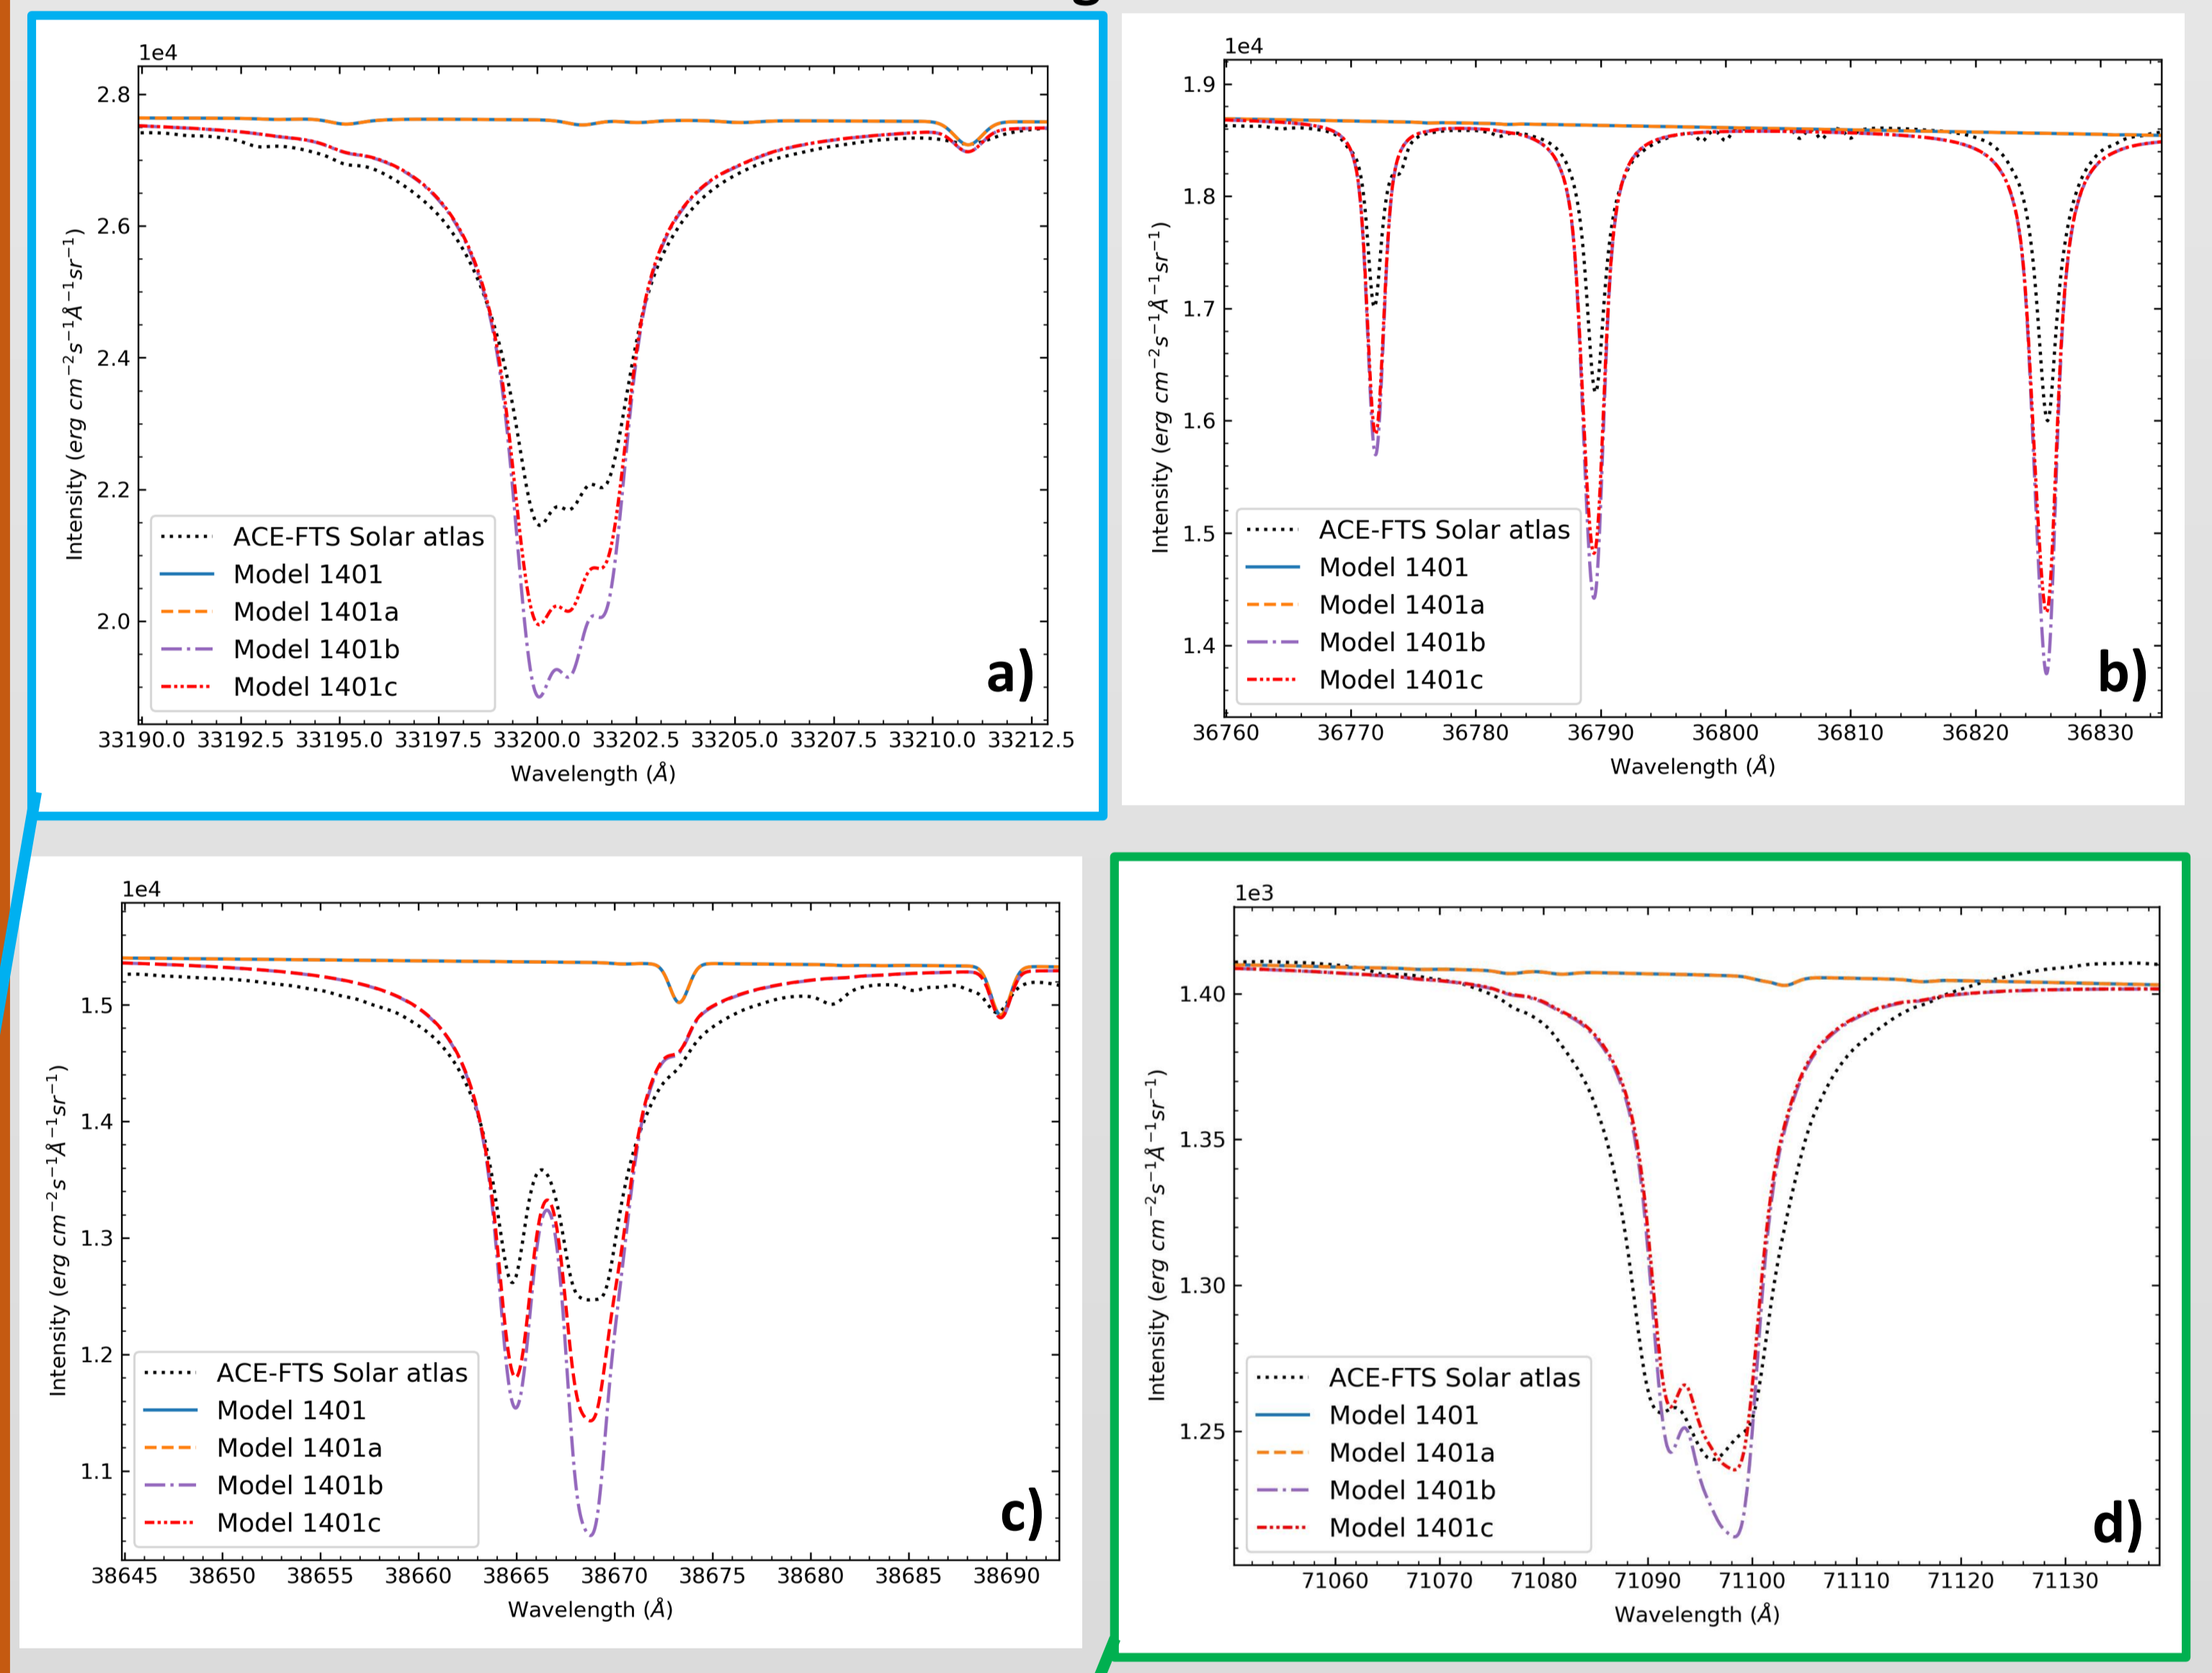 g
1e4
2.8
2.6
2.4
2.2
2.0
Intensity (erg cm⁻²s⁻¹Å⁻¹sr⁻¹)
ACE-FTS Solar atlas
Model 1401
Model 1401a
Model 1401b
Model 1401c
a)
33190.0 33192.5 33195.0 33197.5 33200.0 33202.5 33205.0 33207.5 33210.0 33212.5
Wavelength (Å)
1e4
1.9
1.8
1.7
1.6
1.5
1.4
Intensity (erg cm⁻²s⁻¹Å⁻¹sr⁻¹)
ACE-FTS Solar atlas
Model 1401
Model 1401a
Model 1401b
Model 1401c
b)
36760 36770 36780 36790 36800 36810 36820 36830
Wavelength (Å)
1e4
1.5
1.4
1.3
1.2
1.1
Intensity (erg cm⁻²s⁻¹Å⁻¹sr⁻¹)
ACE-FTS Solar atlas
Model 1401
Model 1401a
Model 1401b
Model 1401c
c)
38645 38650 38655 38660 38665 38670 38675 38680 38685 38690
Wavelength (Å)
1e3
1.40
1.35
1.30
1.25
Intensity (erg cm⁻²s⁻¹Å⁻¹sr⁻¹)
ACE-FTS Solar atlas
Model 1401
Model 1401a
Model 1401b
Model 1401c
d)
71060 71070 71080 71090 71100 71110 71120 71130
Wavelength (Å)